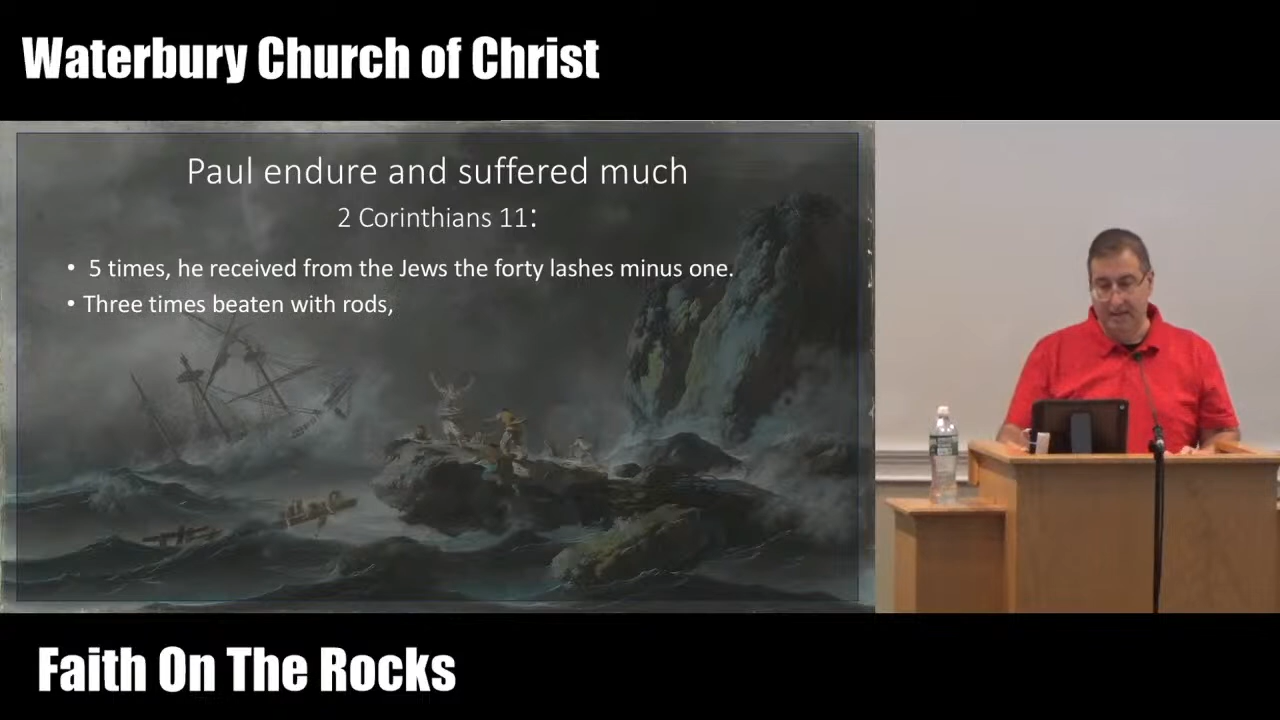 Waterbury Church of Christ
Paul endure and suffered much
2 Corinthians 11:
• 5 times, he received from the Jews the forty lashes minus one.
• Three times beaten with rods,
Faith On The Rocks